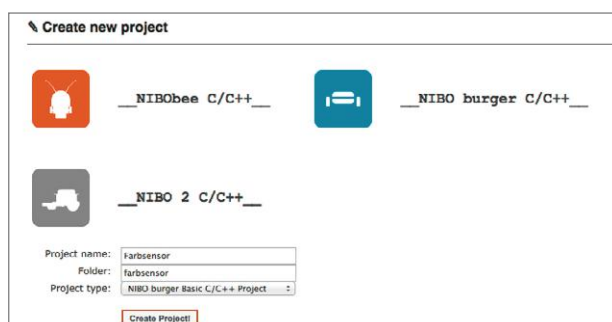 ✎ Create new project
__NIBObee C/C++__
__NIBO burger C/C++__
__NIBO 2 C/C++__
Project name: Farbsensor
Folder: farbsensor
Project type: NIBO burger Basic C/C++ Project
Create Project!